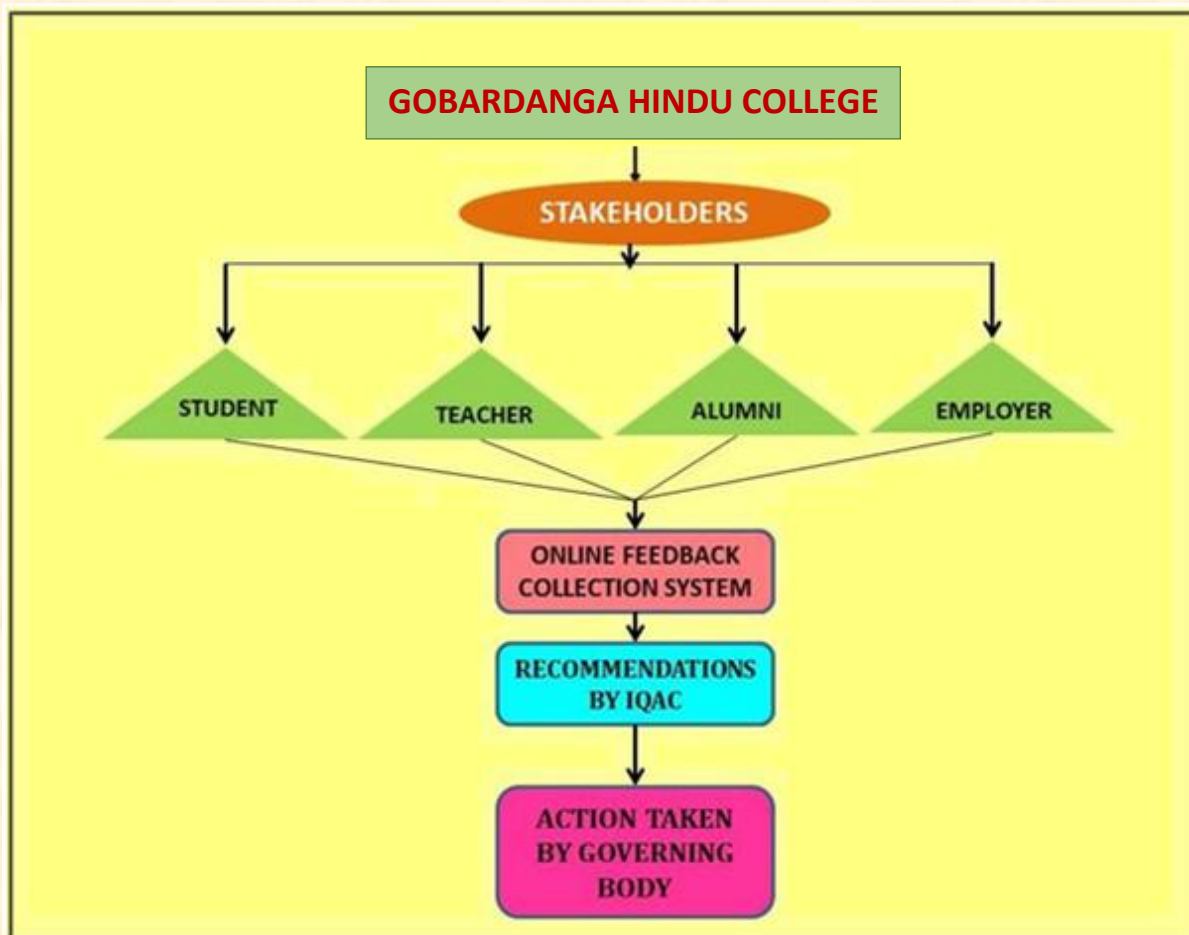 GOBARDANGA HINDU COLLEGE
STAKEHOLDERS
STUDENT
TEACHER
ALUMNI
EMPLOYER
ONLINE FEEDBACK
COLLECTION SYSTEM
RECOMMENDATIONS
BY IQAC
ACTION TAKEN
BY GOVERNING
BODY